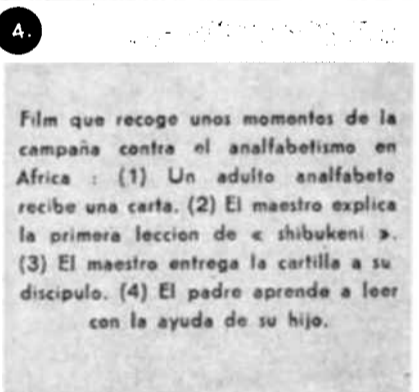 4.
Film que recoge unos momentos de la
campaña contra el analfabetismo en
Africa : (1) Un adulto analfabeto
recibe una carta. (2) El maestro explica
la primera leccion de « shibukeni ».
(3) El maestro entrega la cartilla a su
discipulo. (4) El padre aprende a leer
con la ayuda de su hijo.